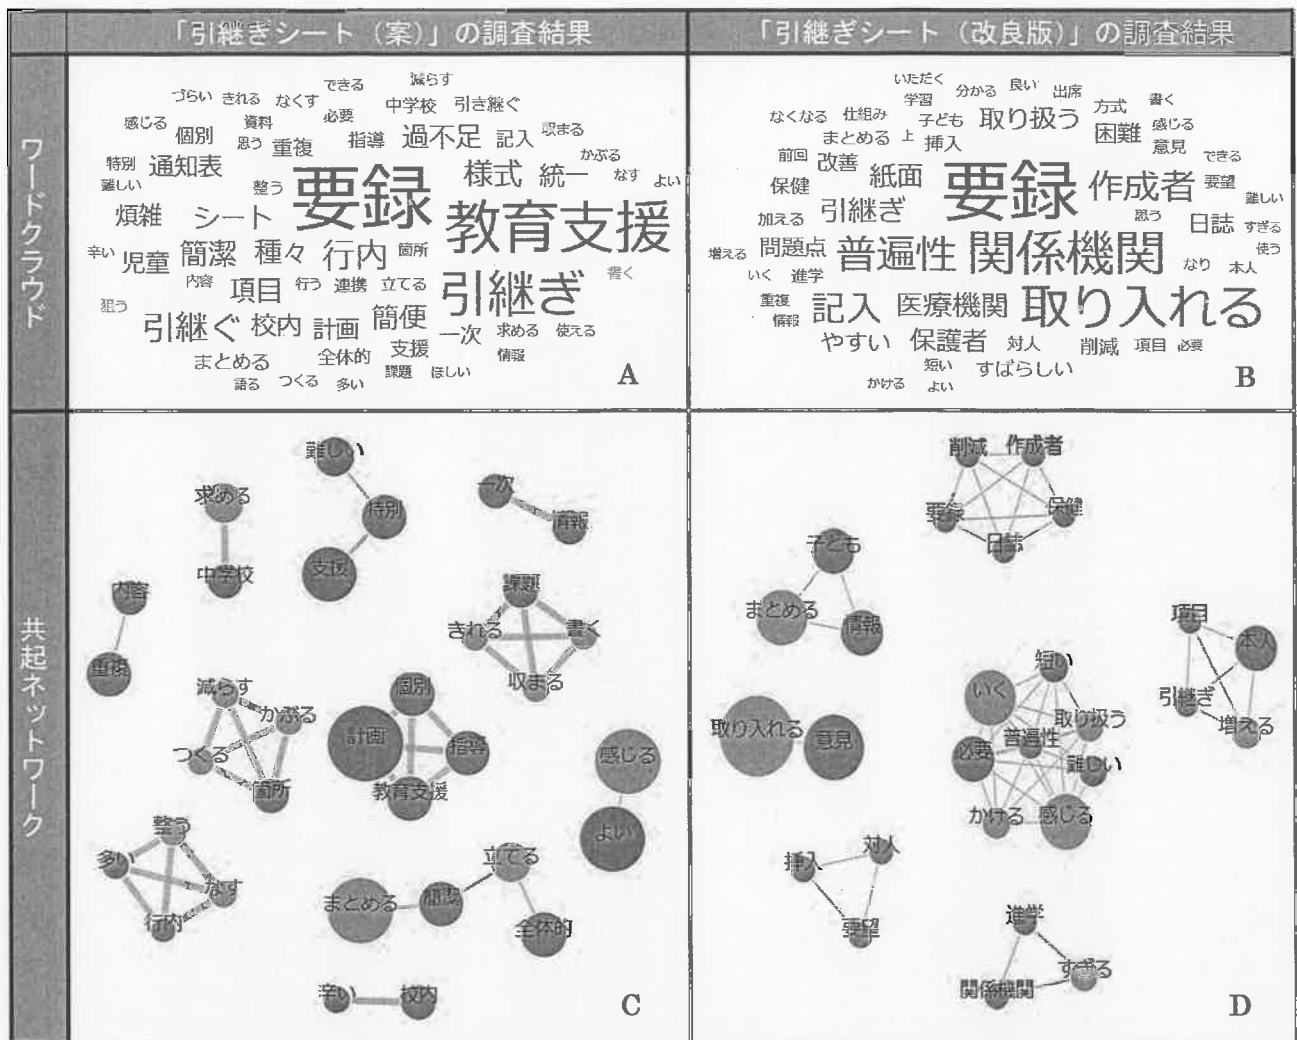 「引継ぎシート（案）」の調査結果
「引継ぎシート（改良版）」の調査結果
ワードクラウド
できる 減らす
づらい きれる なくす 必要 中学校 引き継ぐ
感じる 個別 資料 思う 重複 指導 過不足 記入 収まる
特別 通知表 様式 統一 かぶる なす よい
難しい 整う 要録
煩雑 シート 教育支援
辛い 児童 簡潔 種々 行内 箇所 書く
内容 項目 行う 連携 立てる 引継ぎ
狙う 引継ぐ 校内 計画 簡便 一次 求める 使える
まとめる 全体的 支援 情報
語る つくる 多い 課題 ほしい
A
いただく 分かる 良い 出席
なくなる 仕組み 学習 子ども 取り扱う 方式 書く
まとめる 上 挿入 困難 感じる
前回 改善 紙面 意見 できる
保健 要録 作成者 要望 難しい
加える 引継ぎ 思う 日誌 すぎる
増える 問題点 普遍性 関係機関 なり 本人 使う
いく 進学
重複 情報 記入 医療機関 取り入れる
やすい 保護者 対人 削減 項目 必要
短い すばらしい
かける よい
B
共起ネットワーク
難しい
求める 特別 一次
情報
中学校 支援
内容 課題
重複 きれる 書く
収まる
減らす 個別
かぶる 計画 指導
つくる 感じる
箇所 教育支援
整う よい
多い 立てる
なす まとめる 簡潔
行内 全体的
辛い 校内
C
削減 作成者
要録 保健
日誌
子ども
まとめる 情報
項目 本人
短い
いく 引継ぎ
取り扱う 増える
取り入れる 意見 普遍性
必要 難しい
かける 感じる
対人
挿入
要望 進学
すぎる
関係機関
D